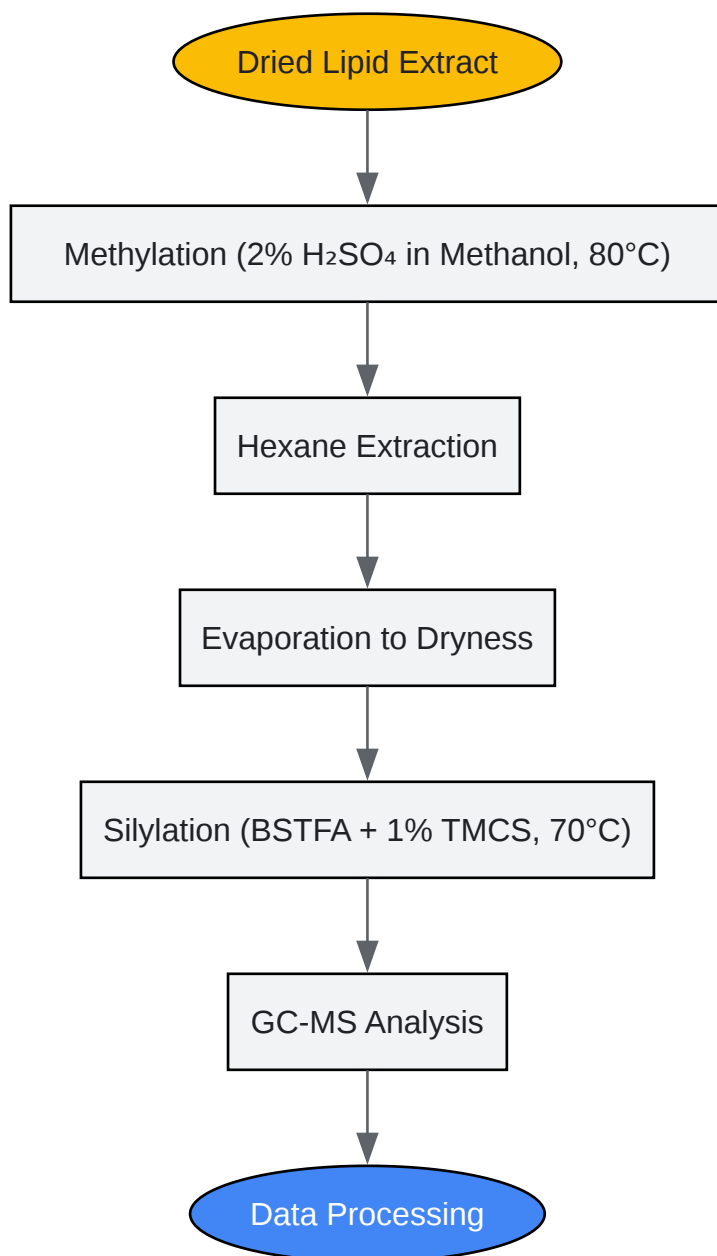 Dried Lipid Extract
Methylation (2% H₂SO₄ in Methanol, 80°C)
Hexane Extraction
Evaporation to Dryness
Silylation (BSTFA + 1% TMCS, 70°C)
GC-MS Analysis
Data Processing